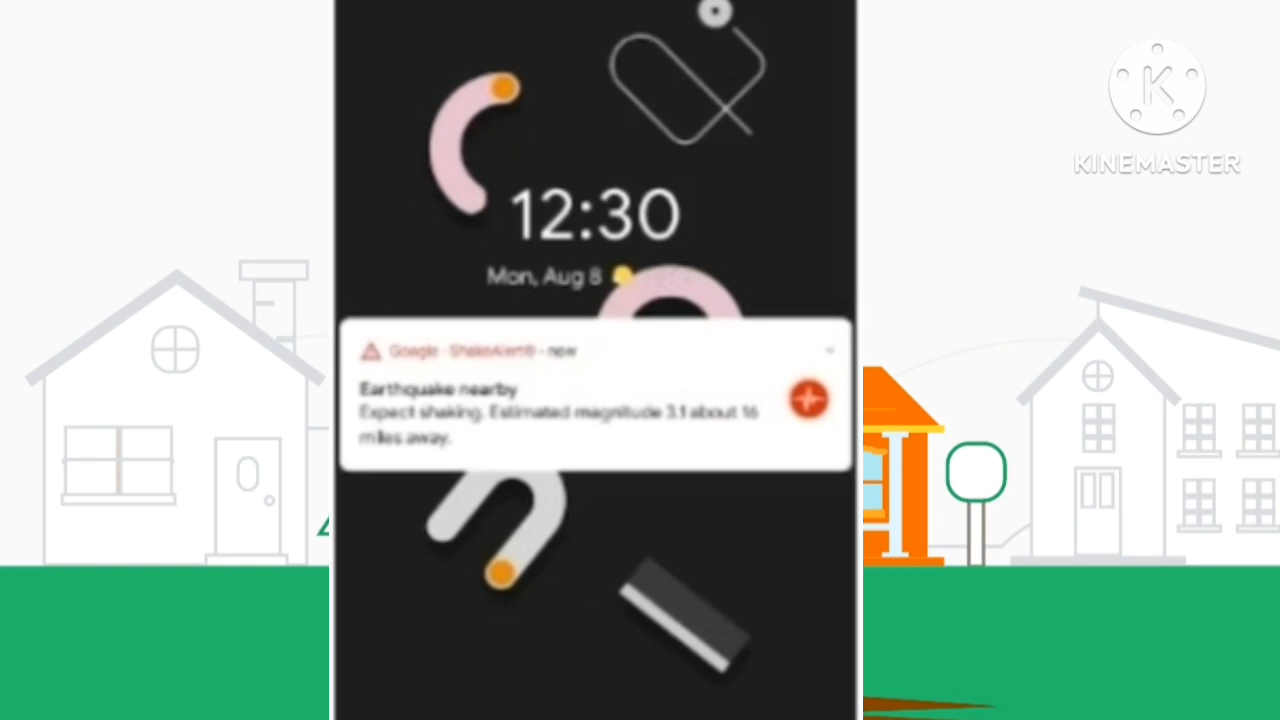 K
KINEMASTER
12:30
Mon, Aug 8
Google · ShakeAlert® · now
Earthquake nearby
Expect shaking. Estimated magnitude 3.1 about 16
miles away.